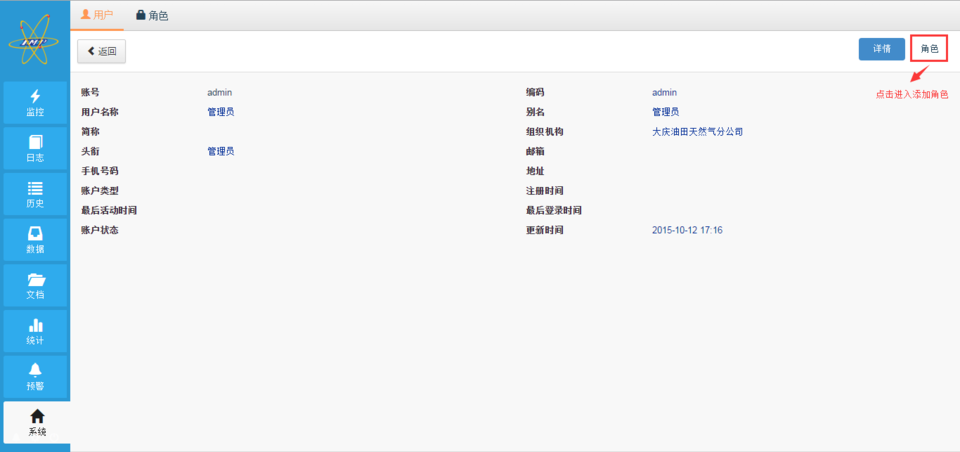 用户 角色
返回 详情 角色
点击进入添加角色
账号 admin 编码 admin
用户名称 管理员 别名 管理员
简称 组织机构 大庆油田天然气分公司
头衔 管理员 邮箱
手机号码 地址
账户类型 注册时间
最后活动时间 最后登录时间
账户状态 更新时间 2015-10-12 17:16
监控
日志
历史
数据
文档
统计
预警
系统